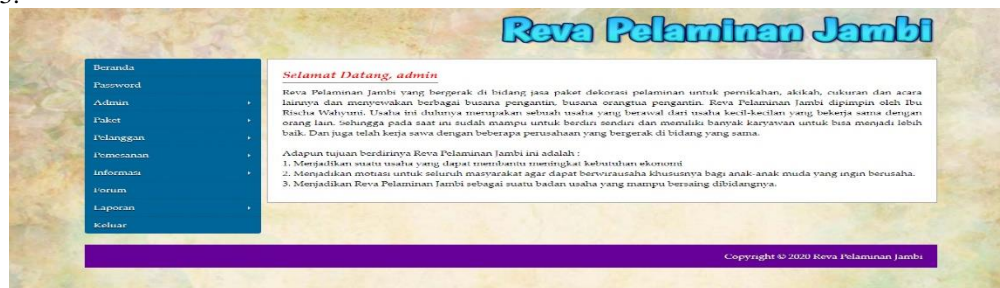 Reva Pelaminan Jambi
Beranda
Password
Admin
Paket
Pelanggan
Pemesanan
Informasi
Forum
Laporan
Keluar
Selamat Datang, admin
Reva Pelaminan Jambi yang bergerak di bidang jasa paket dekorasi pelaminan untuk pernikahan, akikah, cukuran dan acara
lainnya dan menyewakan berbagai busana pengantin, busana orangtua pengantin. Reva Pelaminan Jambi dipimpin oleh Ibu
Rischa Wahyuni. Usaha ini dulunya merupakan sebuah usaha yang berawal dari usaha kecil-kecilan yang bekerja sama dengan
orang lain. Sehingga pada saat ini sudah mampu untuk berdiri sendiri dan memiliki banyak karyawan untuk bisa menjadi lebih
baik. Dan juga telah kerja sawa dengan beberapa perusahaan yang bergerak di bidang yang sama.
Adapun tujuan berdirinya Reva Pelaminan Jambi ini adalah :
1. Menjadikan suatu usaha yang dapat membantu meningkat kebutuhan ekonomi
2. Menjadikan motiasi untuk seluruh masyarakat agar dapat berwirausaha khususnya bagi anak-anak muda yang ingin berusaha.
3. Menjadikan Reva Pelaminan Jambi sebagai suatu badan usaha yang mampu bersaing dibidangnya.
Copyright © 2020 Reva Pelaminan Jambi